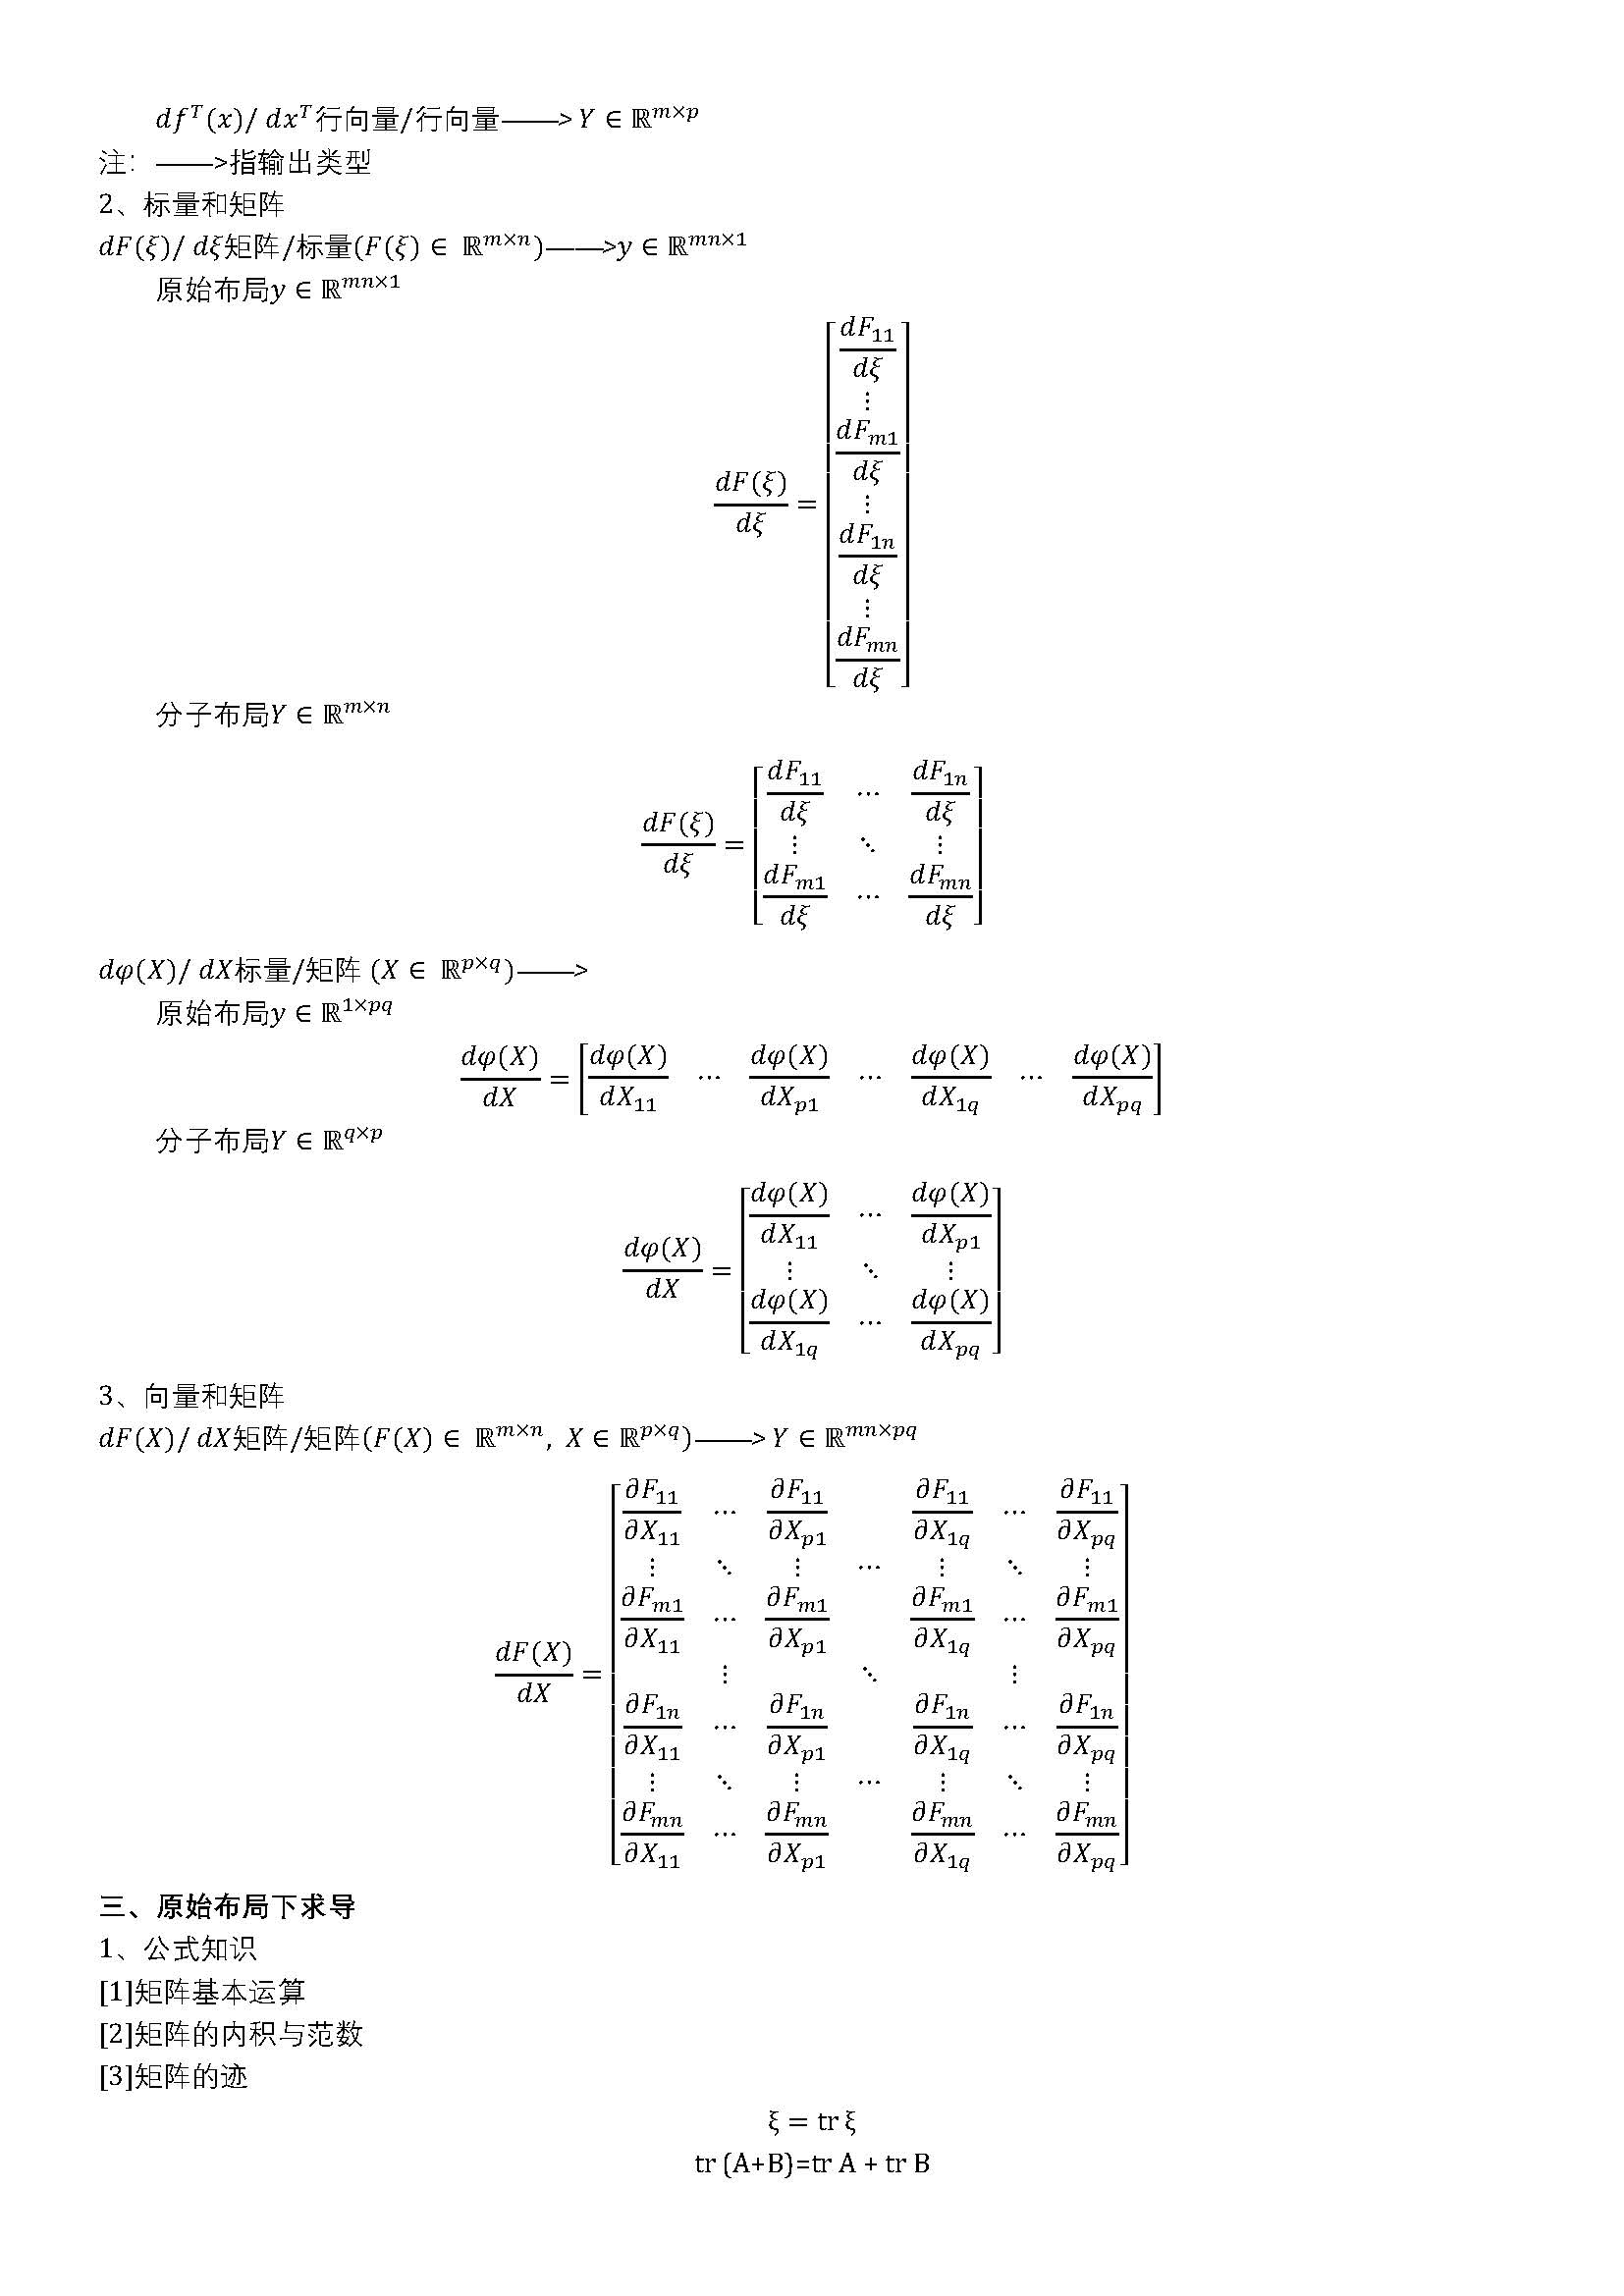 $df^T(x)/\ dx^T$行向量/行向量——> $Y \in \mathbb{R}^{m \times p}$
注：——>指输出类型
2、标量和矩阵
$dF(\xi)/\ d\xi$矩阵/标量$(F(\xi) \in \ \mathbb{R}^{m \times n})$——>$y \in \mathbb{R}^{mn \times 1}$
原始布局$y \in \mathbb{R}^{mn \times 1}$
$\frac{dF(\xi)}{d\xi} = \begin{bmatrix} \frac{dF_{11}}{d\xi} \\ \vdots \\ \frac{dF_{m1}}{d\xi} \\ \vdots \\ \frac{dF_{1n}}{d\xi} \\ \vdots \\ \frac{dF_{mn}}{d\xi} \end{bmatrix}$
分子布局$Y \in \mathbb{R}^{m \times n}$
$\frac{dF(\xi)}{d\xi} = \begin{bmatrix} \frac{dF_{11}}{d\xi} & \cdots & \frac{dF_{1n}}{d\xi} \\ \vdots & \ddots & \vdots \\ \frac{dF_{m1}}{d\xi} & \cdots & \frac{dF_{mn}}{d\xi} \end{bmatrix}$
$d\varphi(X)/\ dX$标量/矩阵 $(X \in \ \mathbb{R}^{p \times q})$——>
原始布局$y \in \mathbb{R}^{1 \times pq}$
$\frac{d\varphi(X)}{dX} = \begin{bmatrix} \frac{d\varphi(X)}{dX_{11}} & \cdots & \frac{d\varphi(X)}{dX_{p1}} & \cdots & \frac{d\varphi(X)}{dX_{1q}} & \cdots & \frac{d\varphi(X)}{dX_{pq}} \end{bmatrix}$
分子布局$Y \in \mathbb{R}^{q \times p}$
$\frac{d\varphi(X)}{dX} = \begin{bmatrix} \frac{d\varphi(X)}{dX_{11}} & \cdots & \frac{d\varphi(X)}{dX_{p1}} \\ \vdots & \ddots & \vdots \\ \frac{d\varphi(X)}{dX_{1q}} & \cdots & \frac{d\varphi(X)}{dX_{pq}} \end{bmatrix}$
3、向量和矩阵
$dF(X)/\ dX$矩阵/矩阵$(F(X) \in \ \mathbb{R}^{m \times n},\ X \in \mathbb{R}^{p \times q})$——> $Y \in \mathbb{R}^{mn \times pq}$
$\frac{dF(X)}{dX} = \begin{bmatrix} \frac{\partial F_{11}}{\partial X_{11}} & \cdots & \frac{\partial F_{11}}{\partial X_{p1}} & & \frac{\partial F_{11}}{\partial X_{1q}} & \cdots & \frac{\partial F_{11}}{\partial X_{pq}} \\ \vdots & \ddots & \vdots & \cdots & \vdots & \ddots & \vdots \\ \frac{\partial F_{m1}}{\partial X_{11}} & \cdots & \frac{\partial F_{m1}}{\partial X_{p1}} & & \frac{\partial F_{m1}}{\partial X_{1q}} & \cdots & \frac{\partial F_{m1}}{\partial X_{pq}} \\ & \vdots & & \ddots & & \vdots & \\ \frac{\partial F_{1n}}{\partial X_{11}} & \cdots & \frac{\partial F_{1n}}{\partial X_{p1}} & & \frac{\partial F_{1n}}{\partial X_{1q}} & \cdots & \frac{\partial F_{1n}}{\partial X_{pq}} \\ \vdots & \ddots & \vdots & \cdots & \vdots & \ddots & \vdots \\ \frac{\partial F_{mn}}{\partial X_{11}} & \cdots & \frac{\partial F_{mn}}{\partial X_{p1}} & & \frac{\partial F_{mn}}{\partial X_{1q}} & \cdots & \frac{\partial F_{mn}}{\partial X_{pq}} \end{bmatrix}$
三、原始布局下求导
1、公式知识
[1]矩阵基本运算
[2]矩阵的内积与范数
[3]矩阵的迹
ξ = tr ξ
tr (A+B)=tr A + tr B